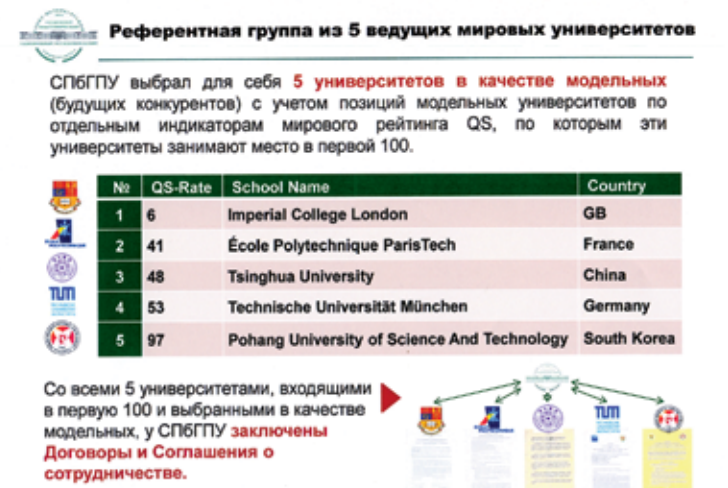 Референтная группа из 5 ведущих мировых университетов
СПбГПУ выбрал для себя 5 университетов в качестве модельных
(будущих конкурентов) с учетом позиций модельных университетов по
отдельным индикаторам мирового рейтинга QS, по которым эти
университеты занимают место в первой 100.
№ QS-Rate School Name Country
1 6 Imperial College London GB
2 41 École Polytechnique ParisTech France
3 48 Tsinghua University China
4 53 Technische Universität München Germany
5 97 Pohang University of Science And Technology South Korea
TUM
Со всеми 5 университетами, входящими
в первую 100 и выбранными в качестве
модельных, у СПбГПУ заключены
Договоры и Соглашения о
сотрудничестве.
TUM